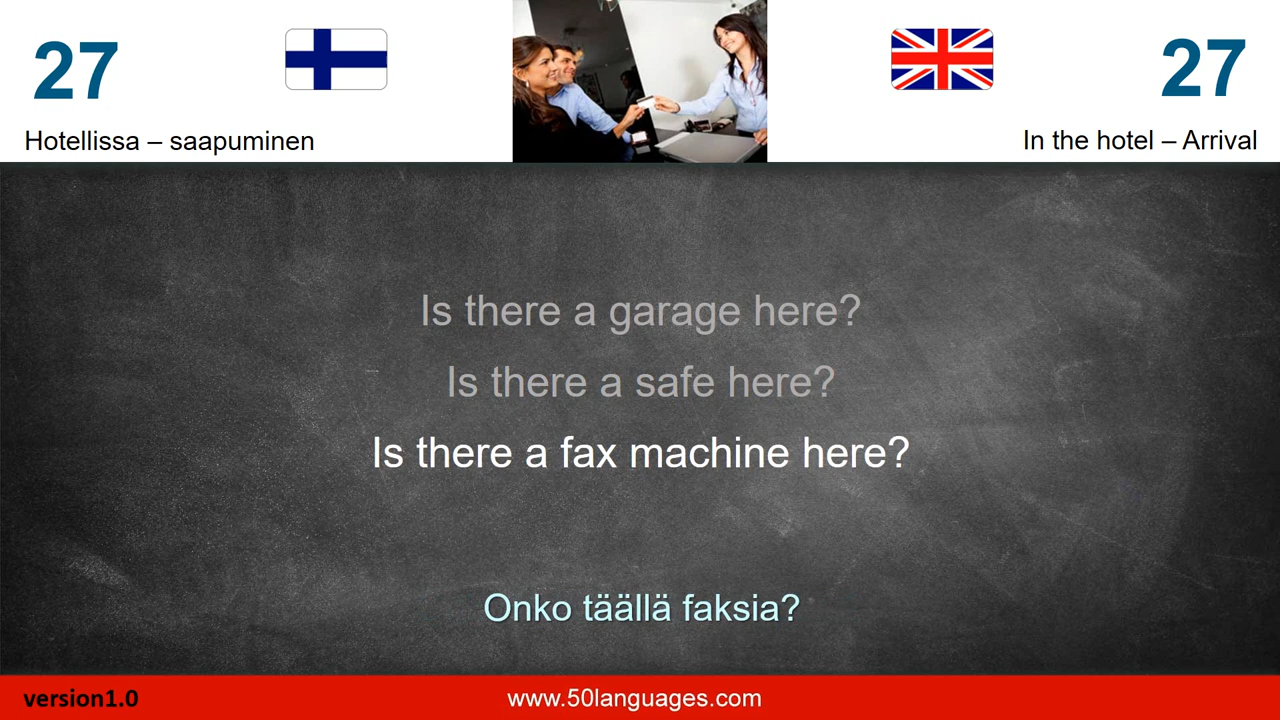 27
27
Hotellissa – saapuminen
In the hotel – Arrival
Is there a garage here?
Is there a safe here?
Is there a fax machine here?
Onko täällä faksia?
version1.0
www.50languages.com